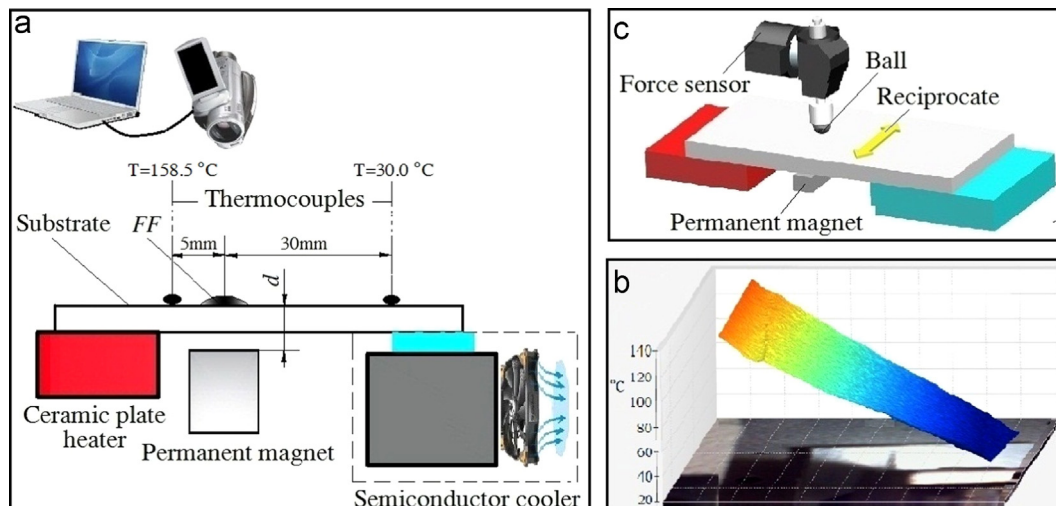 a
T=158.5 °C
T=30.0 °C
Thermocouples
Substrate
FF
5mm
30mm
d
Ceramic plate
heater
Permanent magnet
Semiconductor cooler
c
Force sensor
Ball
Reciprocate
Permanent magnet
b
140
°C
120
100
80
60
40
20